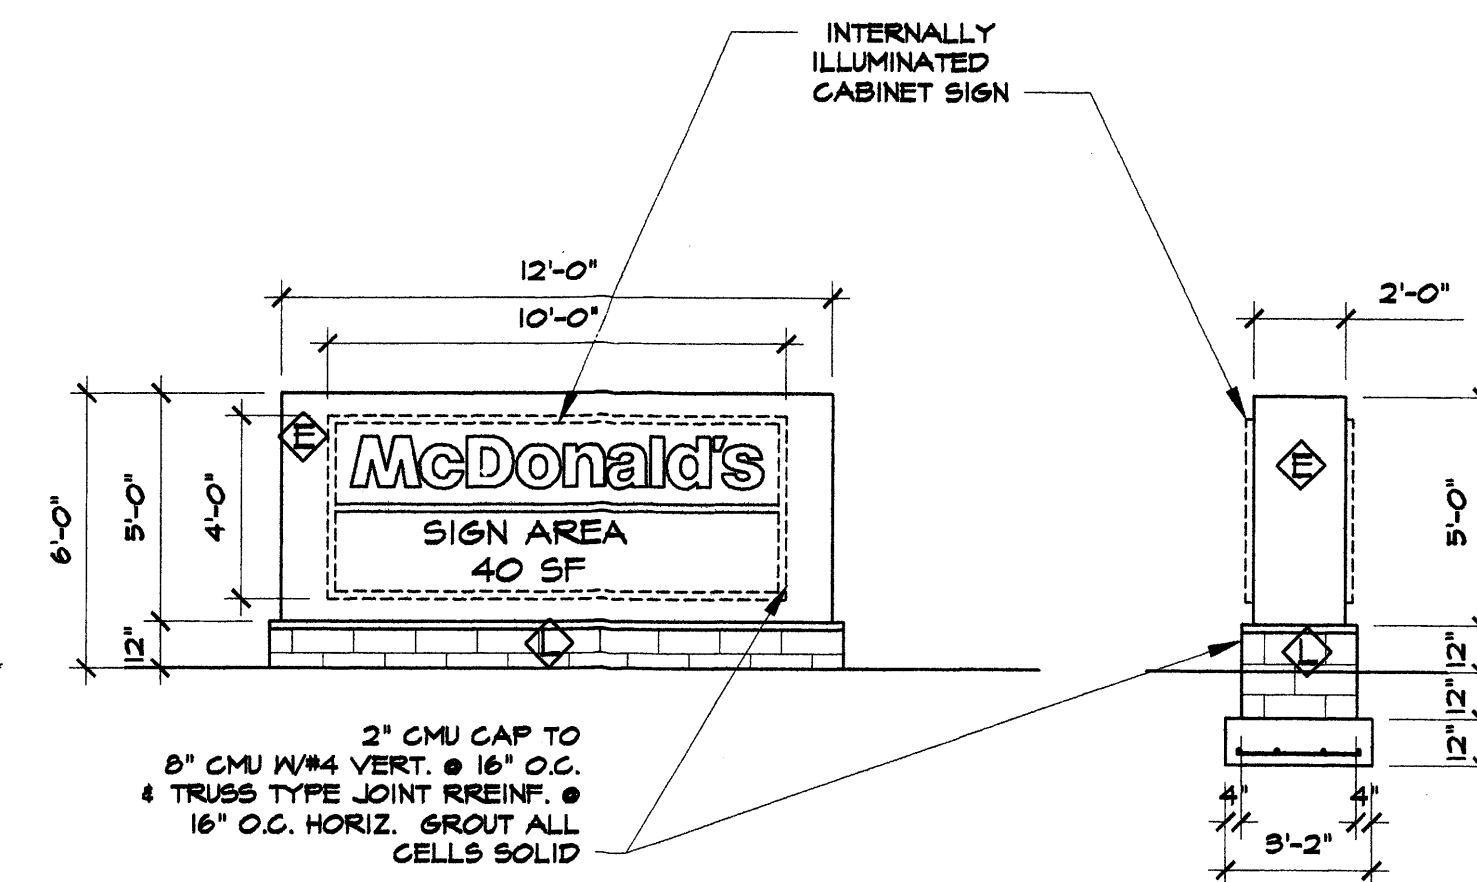 INTERNALLY
ILLUMINATED
CABINET SIGN
12'-0"
10'-0"
2'-0"
6'-0"
5'-0"
4'-0"
12"
E
McDonald's
SIGN AREA
40 SF
L
E
L
5'-0"
12"
12"
12"
2" CMU CAP TO
8" CMU W/#4 VERT. @ 16" O.C.
& TRUSS TYPE JOINT RREINF. @
16" O.C. HORIZ. GROUT ALL
CELLS SOLID
4"
4"
3'-2"